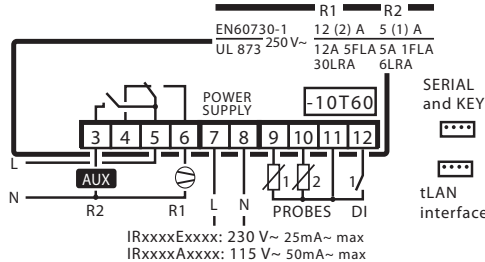 R1 R2
EN60730-1 250 V~ 12 (2) A 5 (1) A
UL 873 12A 5FLA 5A 1FLA
30LRA 6LRA
SERIAL
and KEY
POWER
SUPPLY
-10T60
3 4 5 6 7 8 9 10 11 12
L
AUX
1 2 1
tLAN
interface
N
R2 R1 L N PROBES DI
IRxxxxExxxx: 230 V~ 25mA~ max
IRxxxxAxxxx: 115 V~ 50mA~ max